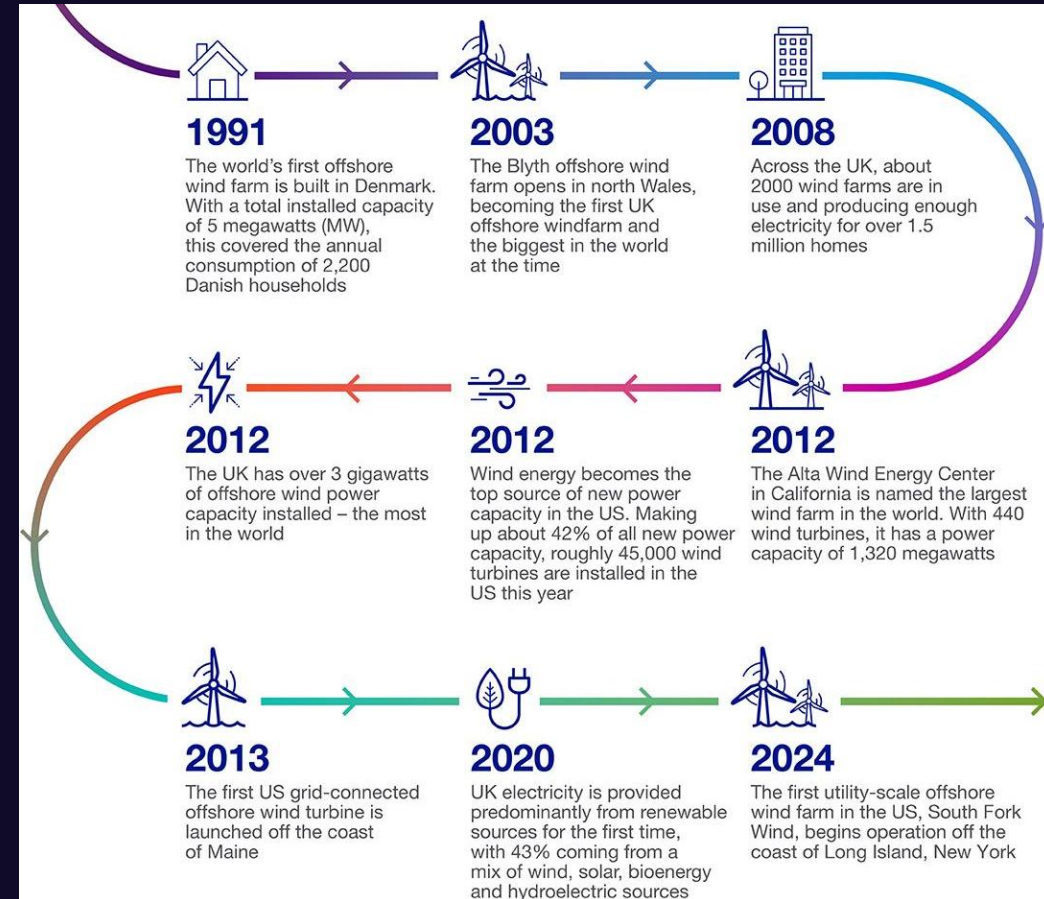 1991
The world's first offshore
wind farm is built in Denmark.
With a total installed capacity
of 5 megawatts (MW),
this covered the annual
consumption of 2,200
Danish households
2003
The Blyth offshore wind
farm opens in north Wales,
becoming the first UK
offshore windfarm and
the biggest in the world
at the time
2008
Across the UK, about
2000 wind farms are in
use and producing enough
electricity for over 1.5
million homes
2012
The Alta Wind Energy Center
in California is named the largest
wind farm in the world. With 440
wind turbines, it has a power
capacity of 1,320 megawatts
2012
Wind energy becomes the
top source of new power
capacity in the US. Making
up about 42% of all new power
capacity, roughly 45,000 wind
turbines are installed in the
US this year
2012
The UK has over 3 gigawatts
of offshore wind power
capacity installed – the most
in the world
2013
The first US grid-connected
offshore wind turbine is
launched off the coast
of Maine
2020
UK electricity is provided
predominantly from renewable
sources for the first time,
with 43% coming from a
mix of wind, solar, bioenergy
and hydroelectric sources
2024
The first utility-scale offshore
wind farm in the US, South Fork
Wind, begins operation off the
coast of Long Island, New York